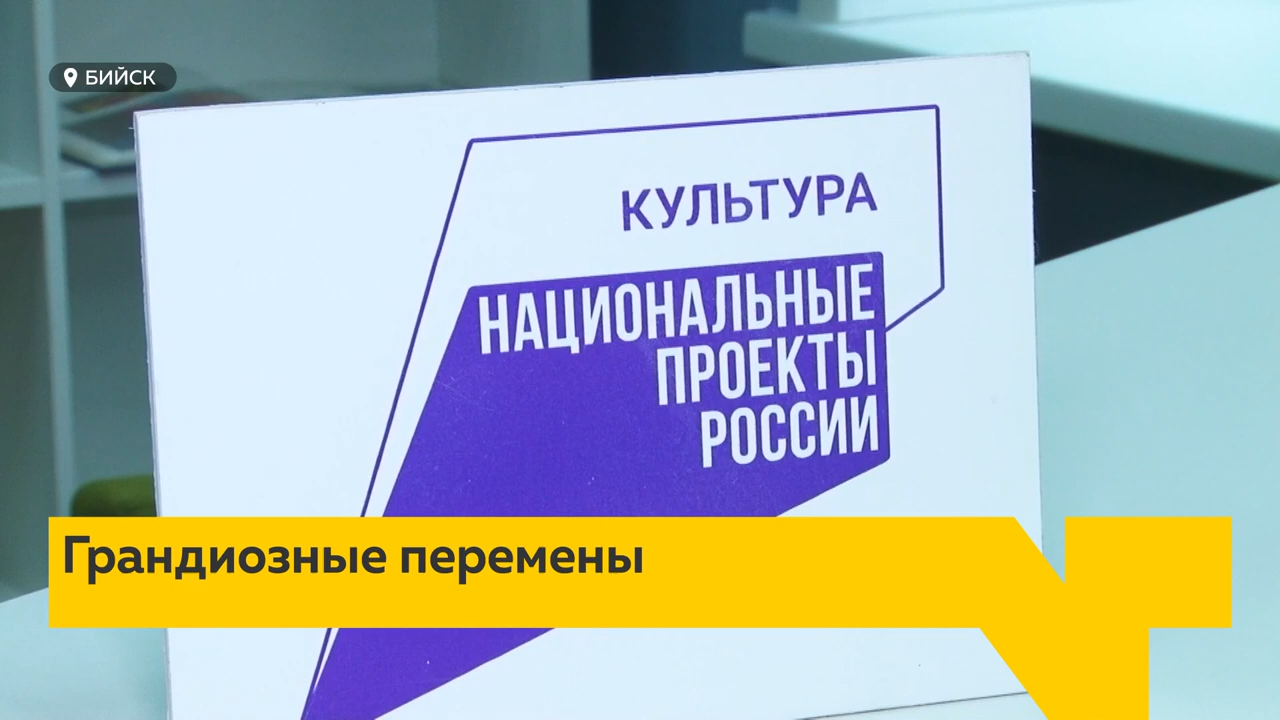 БИЙСК
КУЛЬТУРА
НАЦИОНАЛЬНЫЕ
ПРОЕКТЫ
РОССИИ
Грандиозные перемены